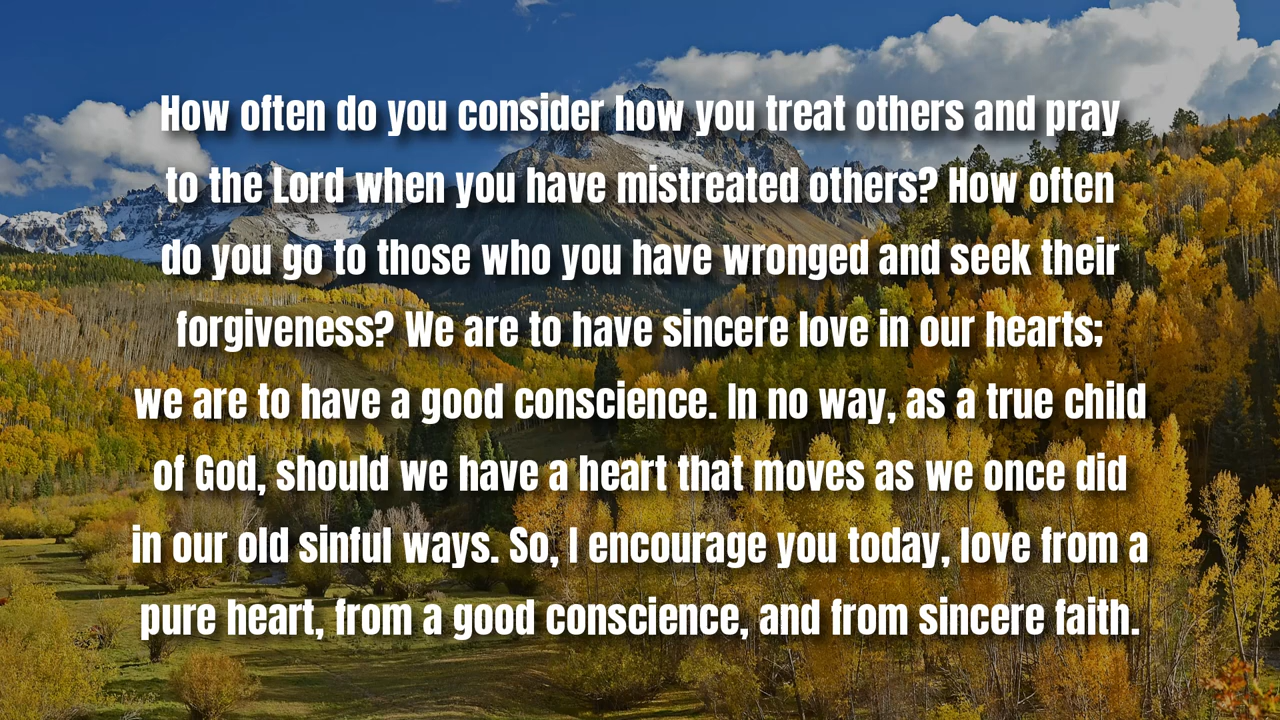 How often do you consider how you treat others and pray
to the Lord when you have mistreated others? How often
do you go to those who you have wronged and seek their
forgiveness? We are to have sincere love in our hearts;
we are to have a good conscience. In no way, as a true child
of God, should we have a heart that moves as we once did
in our old sinful ways. So, I encourage you today, love from a
pure heart, from a good conscience, and from sincere faith.